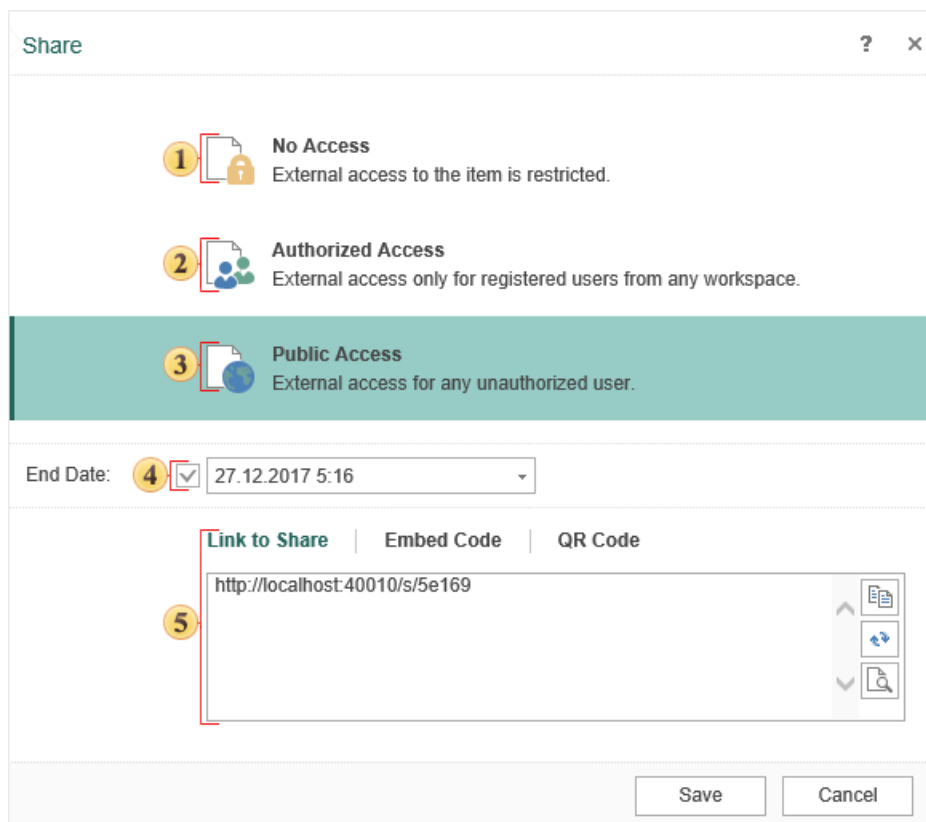 Share ? ×
1 No Access
External access to the item is restricted.
2 Authorized Access
External access only for registered users from any workspace.
3 Public Access
External access for any unauthorized user.
End Date: 4 27.12.2017 5:16
Link to Share | Embed Code | QR Code
http://localhost:40010/s/5e169
5
Save Cancel